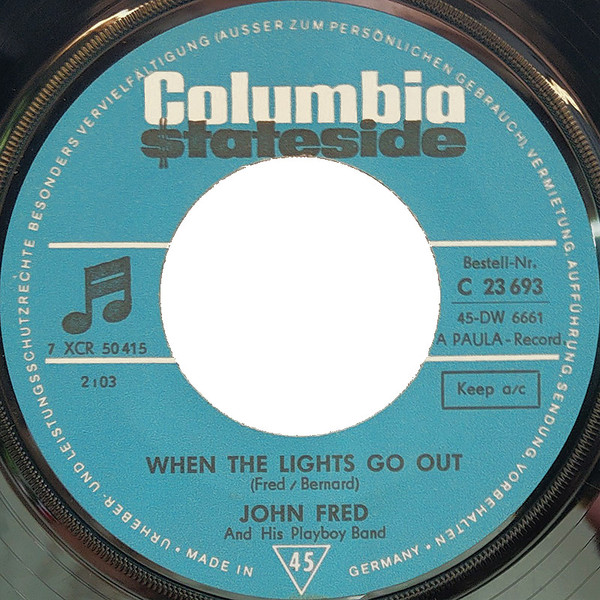 URHEBER- UND LEISTUNGSSCHUTZRECHTE BESONDERS VERVIELFÄLTIGUNG (AUSSER ZUM PERSÖNLICHEN GEBRAUCH), VERMIETUNG, AUFFÜHRUNG, SENDUNG VORBEHALTEN • MADE IN GERMANY •
Columbia
$tateside
Bestell-Nr.
C 23 693
7 XCR 50 415
45-DW 6661
A PAULA - Record
2:03
Keep a/c
WHEN THE LIGHTS GO OUT
(Fred / Bernard)
JOHN FRED
And His Playboy Band
45